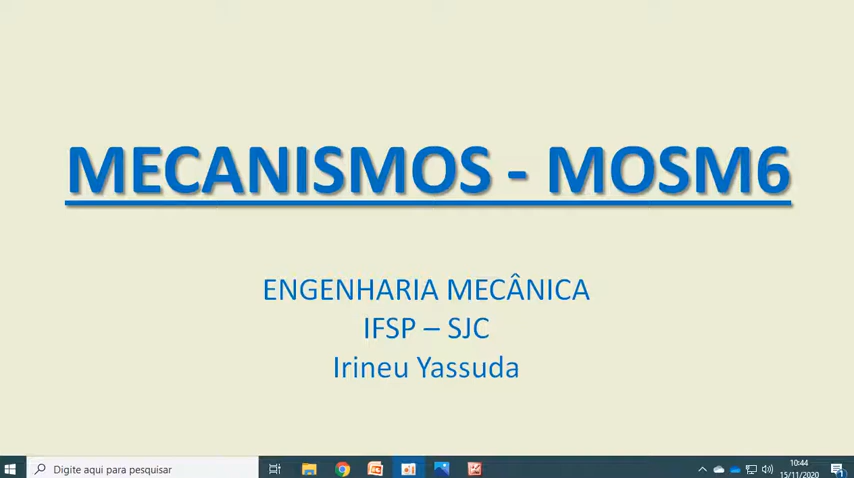 MECANISMOS - MOSM6
ENGENHARIA MECÂNICA
IFSP – SJC
Irineu Yassuda
Digite aqui para pesquisar
10:44
15/11/2020